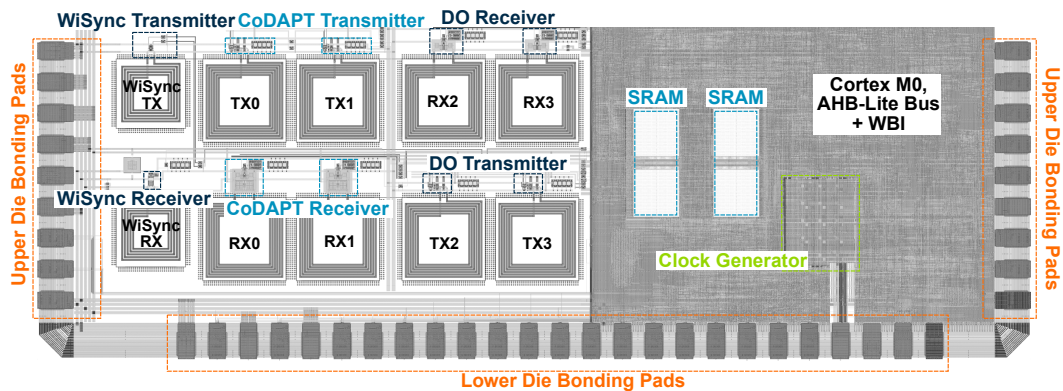 WiSync Transmitter
CoDAPT Transmitter
DO Receiver
WiSync
TX
TX0
TX1
RX2
RX3
SRAM
SRAM
Cortex M0,
AHB-Lite Bus
+ WBI
Upper Die Bonding Pads
Upper Die Bonding Pads
DO Transmitter
WiSync Receiver
CoDAPT Receiver
WiSync
RX
RX0
RX1
TX2
TX3
Clock Generator
Lower Die Bonding Pads